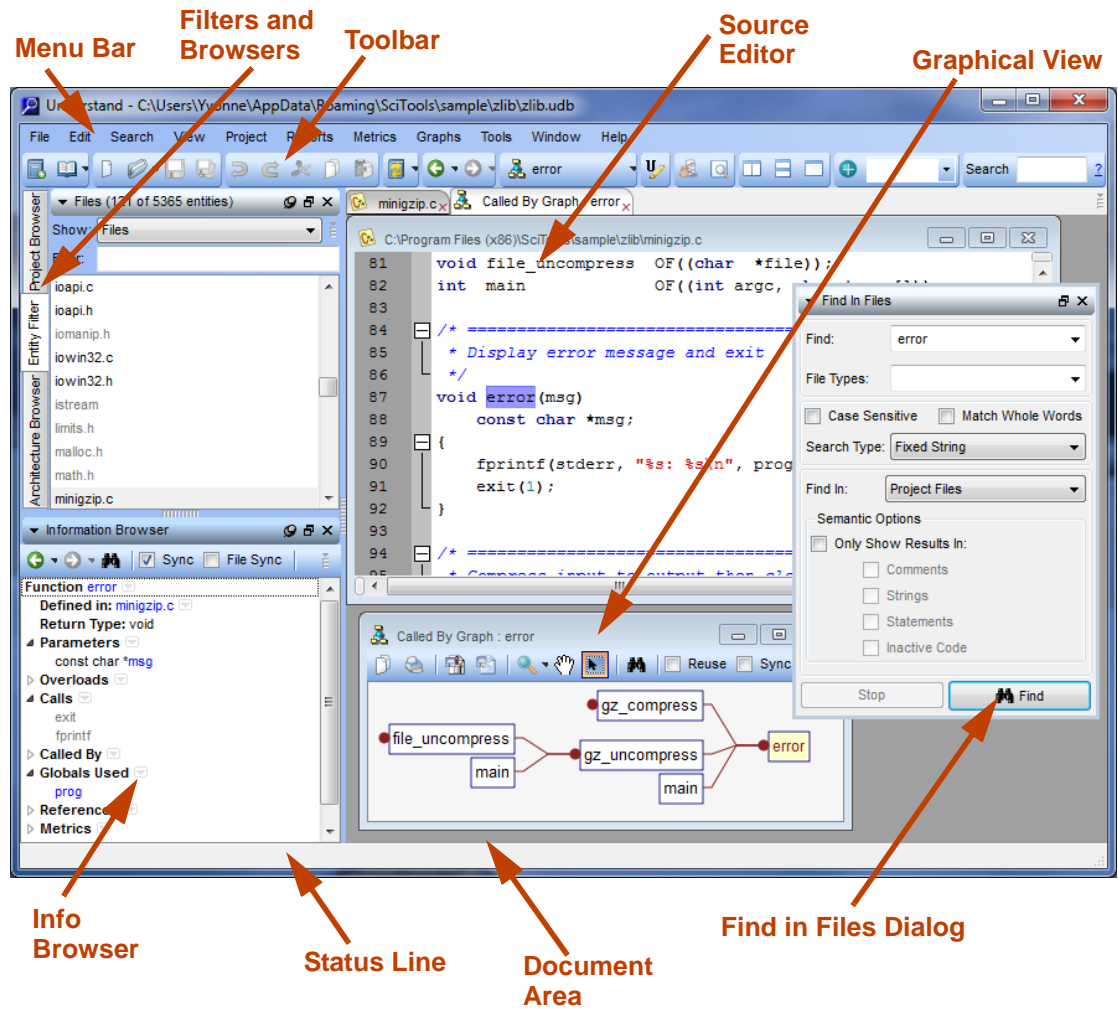 Filters and
Browsers
Menu Bar
Toolbar
Source
Editor
Graphical View
Understand - C:\Users\Yvonne\AppData\Roaming\SciTools\sample\zlib\zlib.udb
File Edit Search View Project Reports Metrics Graphs Tools Window Help
error
Search
?
Project Browser
Entity Filter
Architecture Browser
Files (121 of 5365 entities)
Show: Files
ioapi.c
ioapi.h
iomanip.h
iowin32.c
iowin32.h
istream
limits.h
malloc.h
math.h
minigzip.c
minigzip.c
Called By Graph : error
C:\Program Files (x86)\SciTools\sample\zlib\minigzip.c
81 void file_uncompress OF((char *file));
82 int main OF((int argc,
83
84 /* ====================================
85 * Display error message and exit
86 */
87 void error(msg)
88 const char *msg;
89 {
90 fprintf(stderr, "%s: %s\n", prog
91 exit(1);
92 }
93
94 /* ====================================
95 * Compress input to output then clo
Find In Files
Find: error
File Types:
Case Sensitive Match Whole Words
Search Type: Fixed String
Find In: Project Files
Semantic Options
Only Show Results In:
Comments
Strings
Statements
Inactive Code
Stop Find
Information Browser
Sync File Sync
Function error
Defined in: minigzip.c
Return Type: void
Parameters
const char *msg
Overloads
Calls
exit
fprintf
Called By
Globals Used
prog
References
Metrics
Called By Graph : error
Reuse Sync
gz_compress
file_uncompress
gz_uncompress
error
main
main
Info
Browser
Status Line
Document
Area
Find in Files Dialog